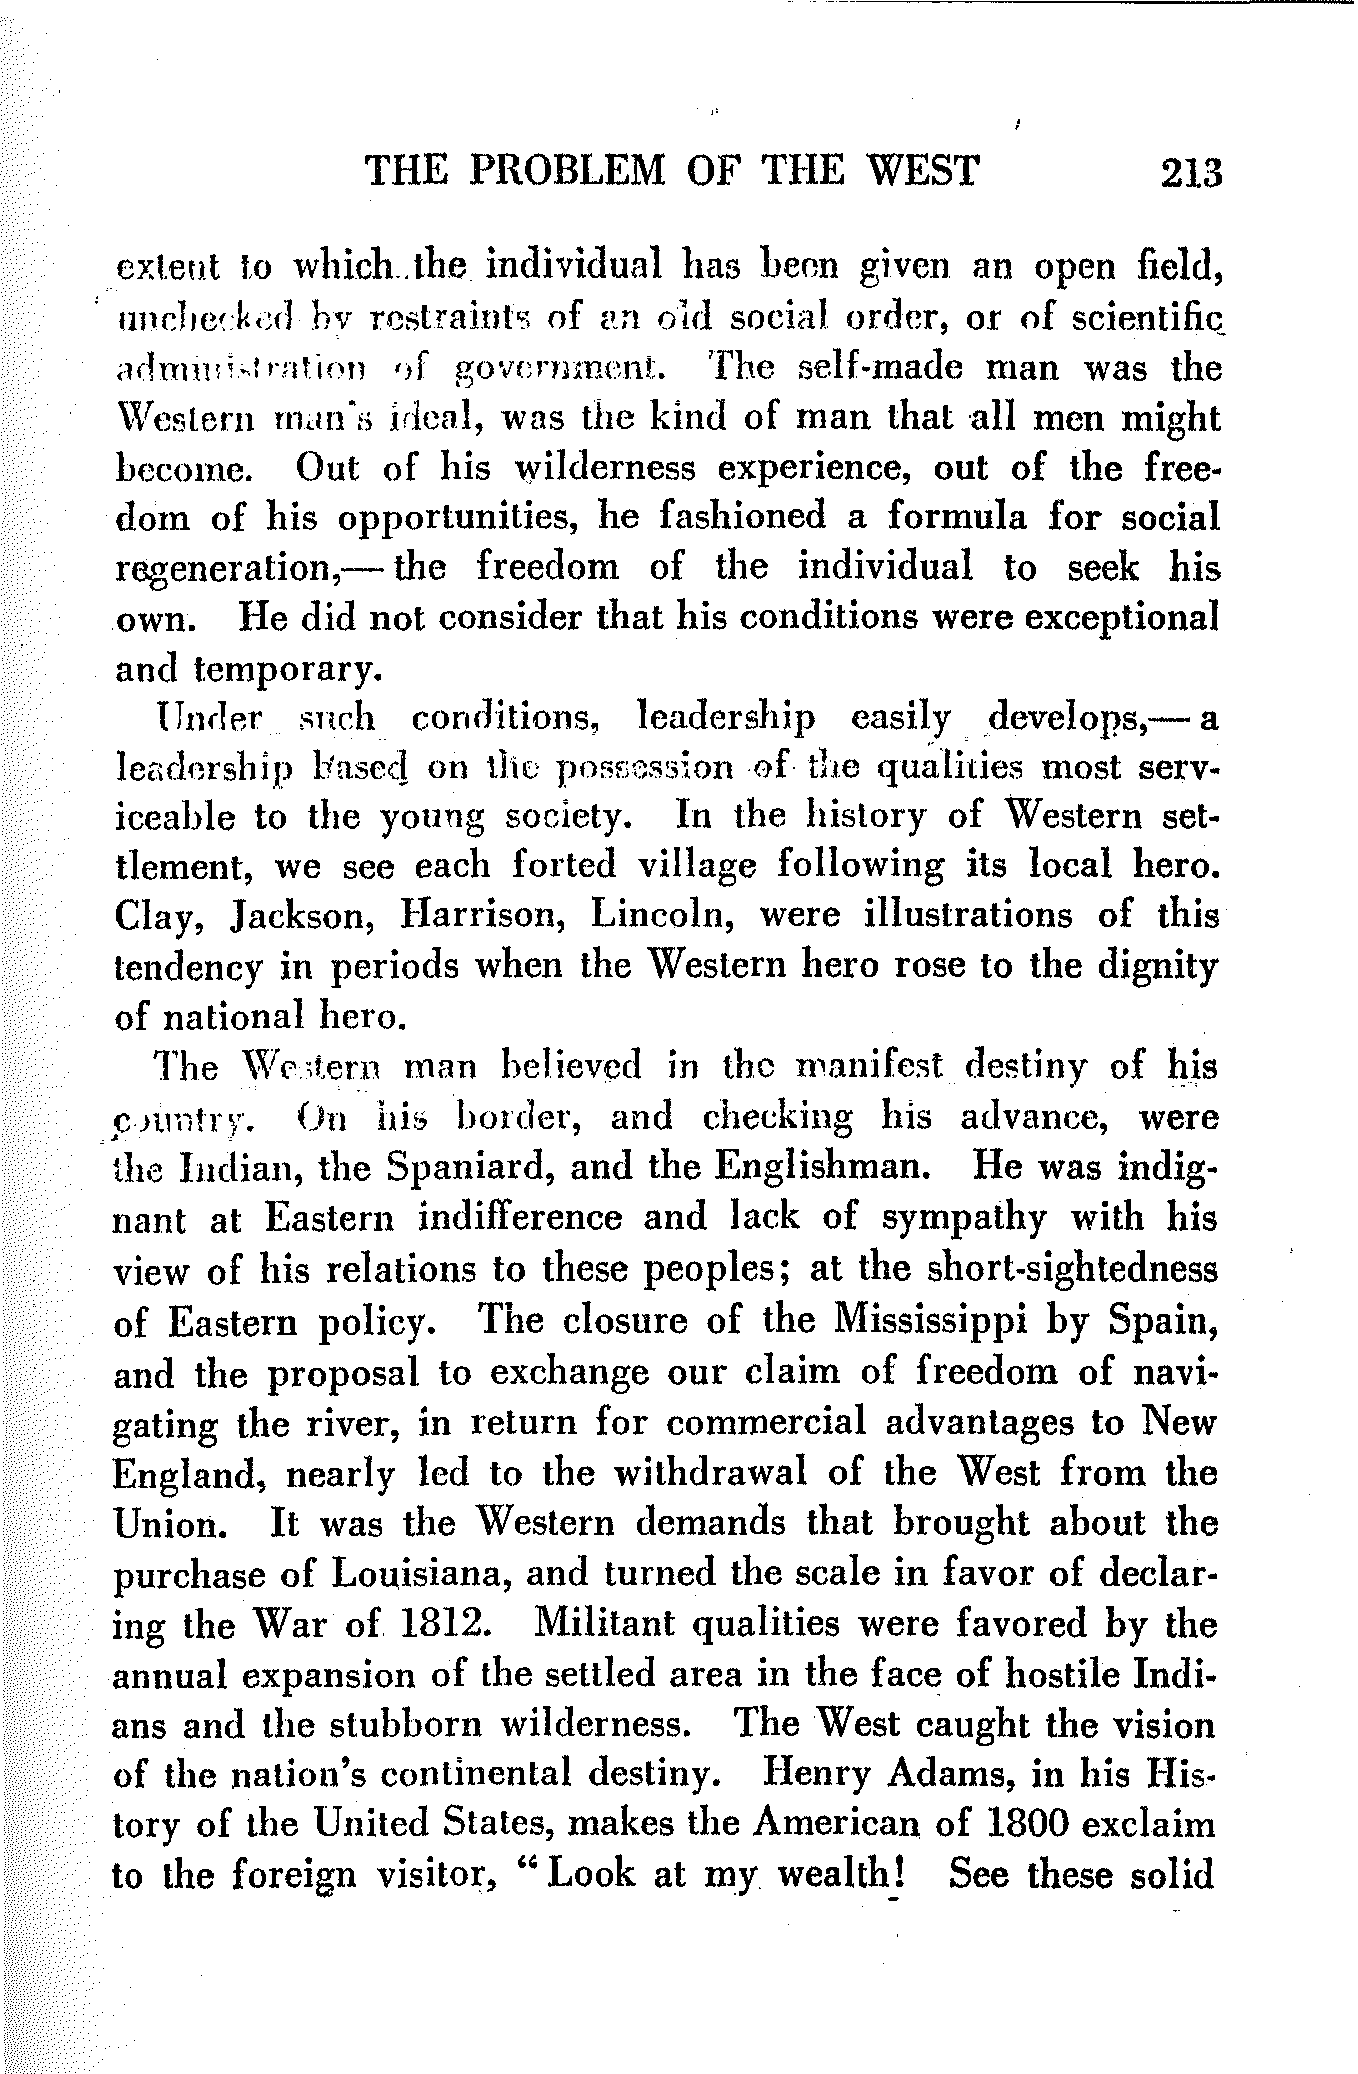 THE PROBLEM OF THE WEST 213
extent to which the individual has been given an open field,
unchecked by restraints of an old social order, or of scientific
administration of government. The self-made man was the
Western man's ideal, was the kind of man that all men might
become. Out of his wilderness experience, out of the free-
dom of his opportunities, he fashioned a formula for social
regeneration,— the freedom of the individual to seek his
own. He did not consider that his conditions were exceptional
and temporary.
Under such conditions, leadership easily develops,— a
leadership based on the possession of the qualities most serv-
iceable to the young society. In the history of Western set-
tlement, we see each forted village following its local hero.
Clay, Jackson, Harrison, Lincoln, were illustrations of this
tendency in periods when the Western hero rose to the dignity
of national hero.
The Western man believed in the manifest destiny of his
country. On his border, and checking his advance, were
the Indian, the Spaniard, and the Englishman. He was indig-
nant at Eastern indifference and lack of sympathy with his
view of his relations to these peoples; at the short-sightedness
of Eastern policy. The closure of the Mississippi by Spain,
and the proposal to exchange our claim of freedom of navi-
gating the river, in return for commercial advantages to New
England, nearly led to the withdrawal of the West from the
Union. It was the Western demands that brought about the
purchase of Louisiana, and turned the scale in favor of declar-
ing the War of 1812. Militant qualities were favored by the
annual expansion of the settled area in the face of hostile Indi-
ans and the stubborn wilderness. The West caught the vision
of the nation's continental destiny. Henry Adams, in his His-
tory of the United States, makes the American of 1800 exclaim
to the foreign visitor, “ Look at my wealth! See these solid